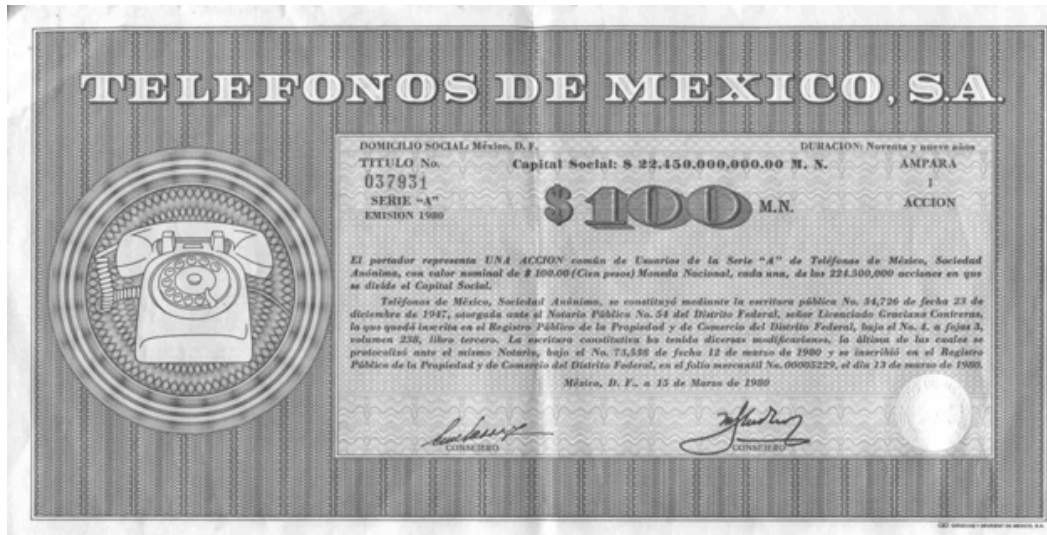 TELEFONOS DE MEXICO, S.A.
DOMICILIO SOCIAL: México, D. F.
DURACION: Noventa y nueve años
TITULO No.
Capital Social: $ 22.450.000,000.00 M. N.
AMPARA
037931
1
SERIE "A"
$100 M.N.
ACCION
EMISION 1980
El portador representa UNA ACCION común de Usuarios de la Serie "A" de Teléfonos de México, Sociedad
Anónima, con valor nominal de $ 100.00 (Cien pesos) Moneda Nacional, cada una, de las 224.500,000 acciones en que
se divide el Capital Social.
Teléfonos de México, Sociedad Anónima, se constituyó mediante la escritura pública No. 34,726 de fecha 23 de
diciembre de 1947, otorgada ante el Notario Público No. 54 del Distrito Federal, señor Licenciado Graciano Contreras,
la que quedó inscrita en el Registro Público de la Propiedad y de Comercio del Distrito Federal, bajo el No. 4, a fojas 3,
volumen 238, libro tercero. La escritura constitutiva ha tenido diversas modificaciones, la última de las cuales se
protocolizó ante el mismo Notario, bajo el No. 73,538 de fecha 12 de marzo de 1980 y se inscribió en el Registro
Público de la Propiedad y de Comercio del Distrito Federal, en el folio mercantil No. 00005229, el día 13 de marzo de 1980.
México, D. F., a 15 de Marzo de 1980
CONSEJERO
CONSEJERO